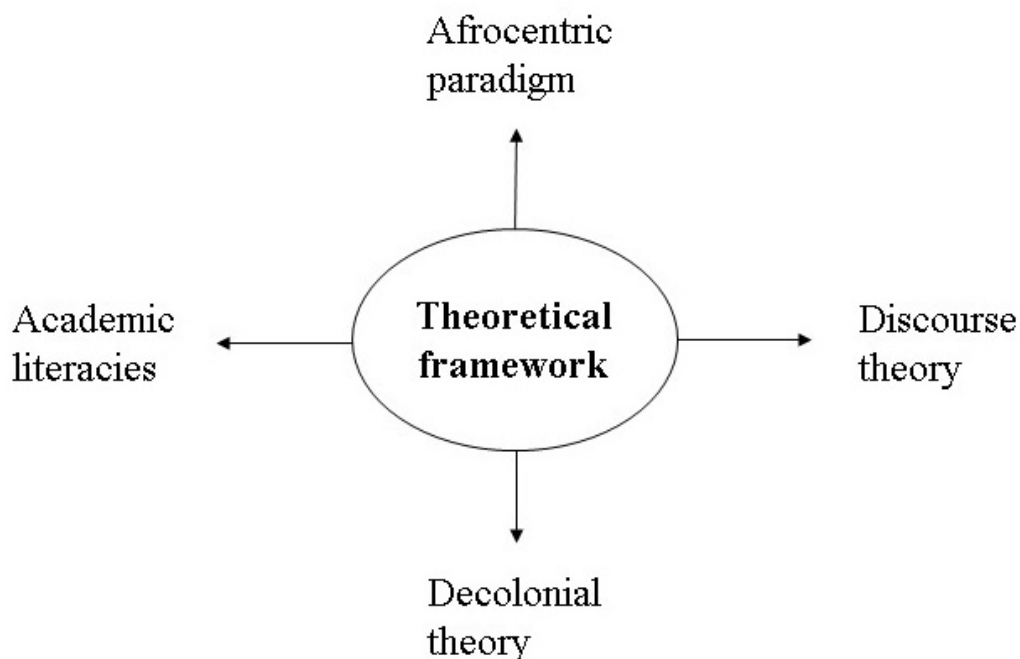 Afrocentric
paradigm
Academic
literacies
Theoretical
framework
Discourse
theory
Decolonial
theory